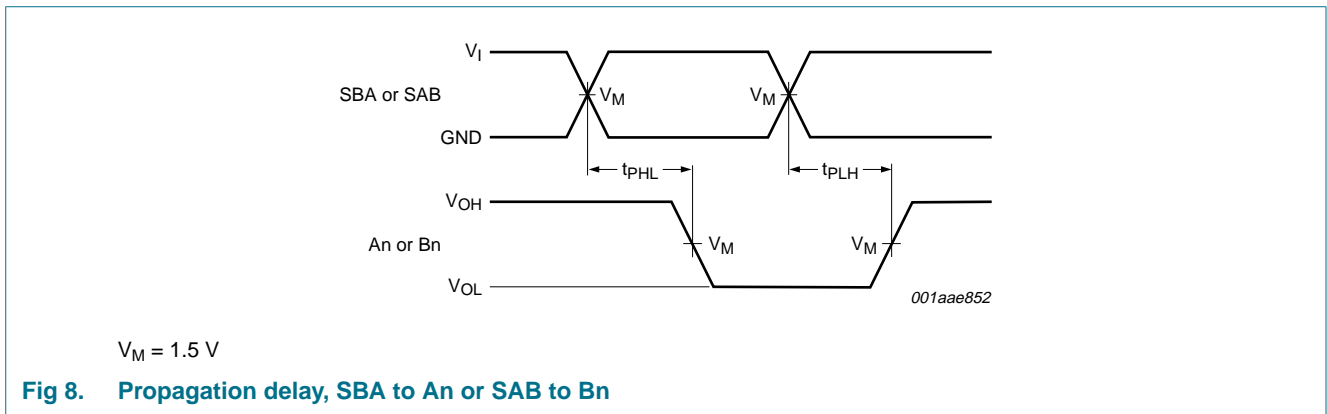 VI
SBA or SAB
VM
VM
GND
tPHL
tPLH
VOH
An or Bn
VM
VM
VOL
001aae852
VM = 1.5 V
Fig 8. Propagation delay, SBA to An or SAB to Bn